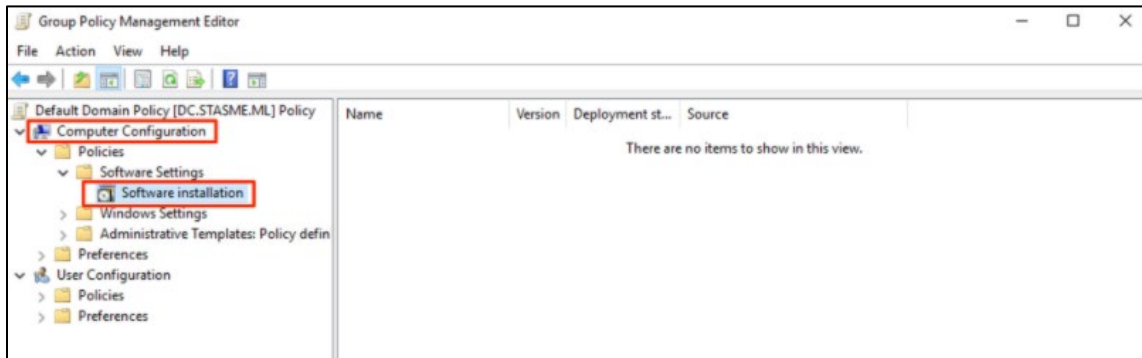 Group Policy Management Editor
File Action View Help
Default Domain Policy [DC.STASME.ML] Policy
Computer Configuration
Policies
Software Settings
Software installation
Windows Settings
Administrative Templates: Policy defin
Preferences
User Configuration
Policies
Preferences
Name Version Deployment st... Source
There are no items to show in this view.